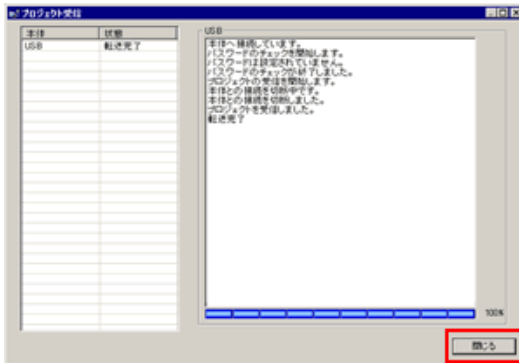 プロジェクト受信
本体 状態
USB 転送完了
USB
本体へ接続しています。
パスワードのチェックを開始します。
パスワードは設定されていません。
パスワードのチェックが終了しました。
プロジェクトの受信を開始します。
本体との接続を切断中です。
本体との接続を切断しました。
プロジェクトを受信しました。
転送完了
100%
閉じる